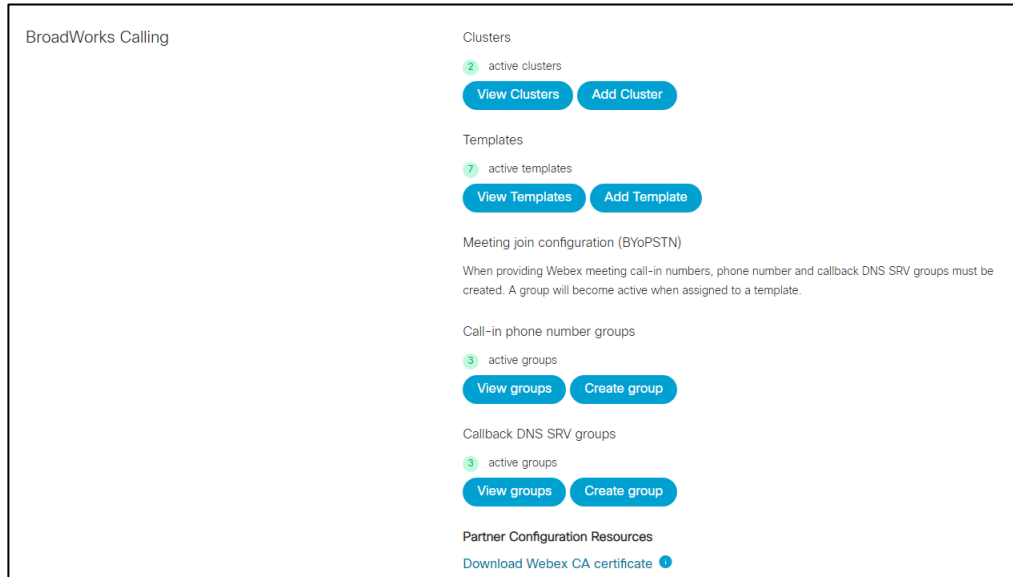 BroadWorks Calling
Clusters
2 active clusters
View Clusters Add Cluster
Templates
7 active templates
View Templates Add Template
Meeting join configuration (BYoPSTN)
When providing Webex meeting call-in numbers, phone number and callback DNS SRV groups must be
created. A group will become active when assigned to a template.
Call-in phone number groups
3 active groups
View groups Create group
Callback DNS SRV groups
3 active groups
View groups Create group
Partner Configuration Resources
Download Webex CA certificate i